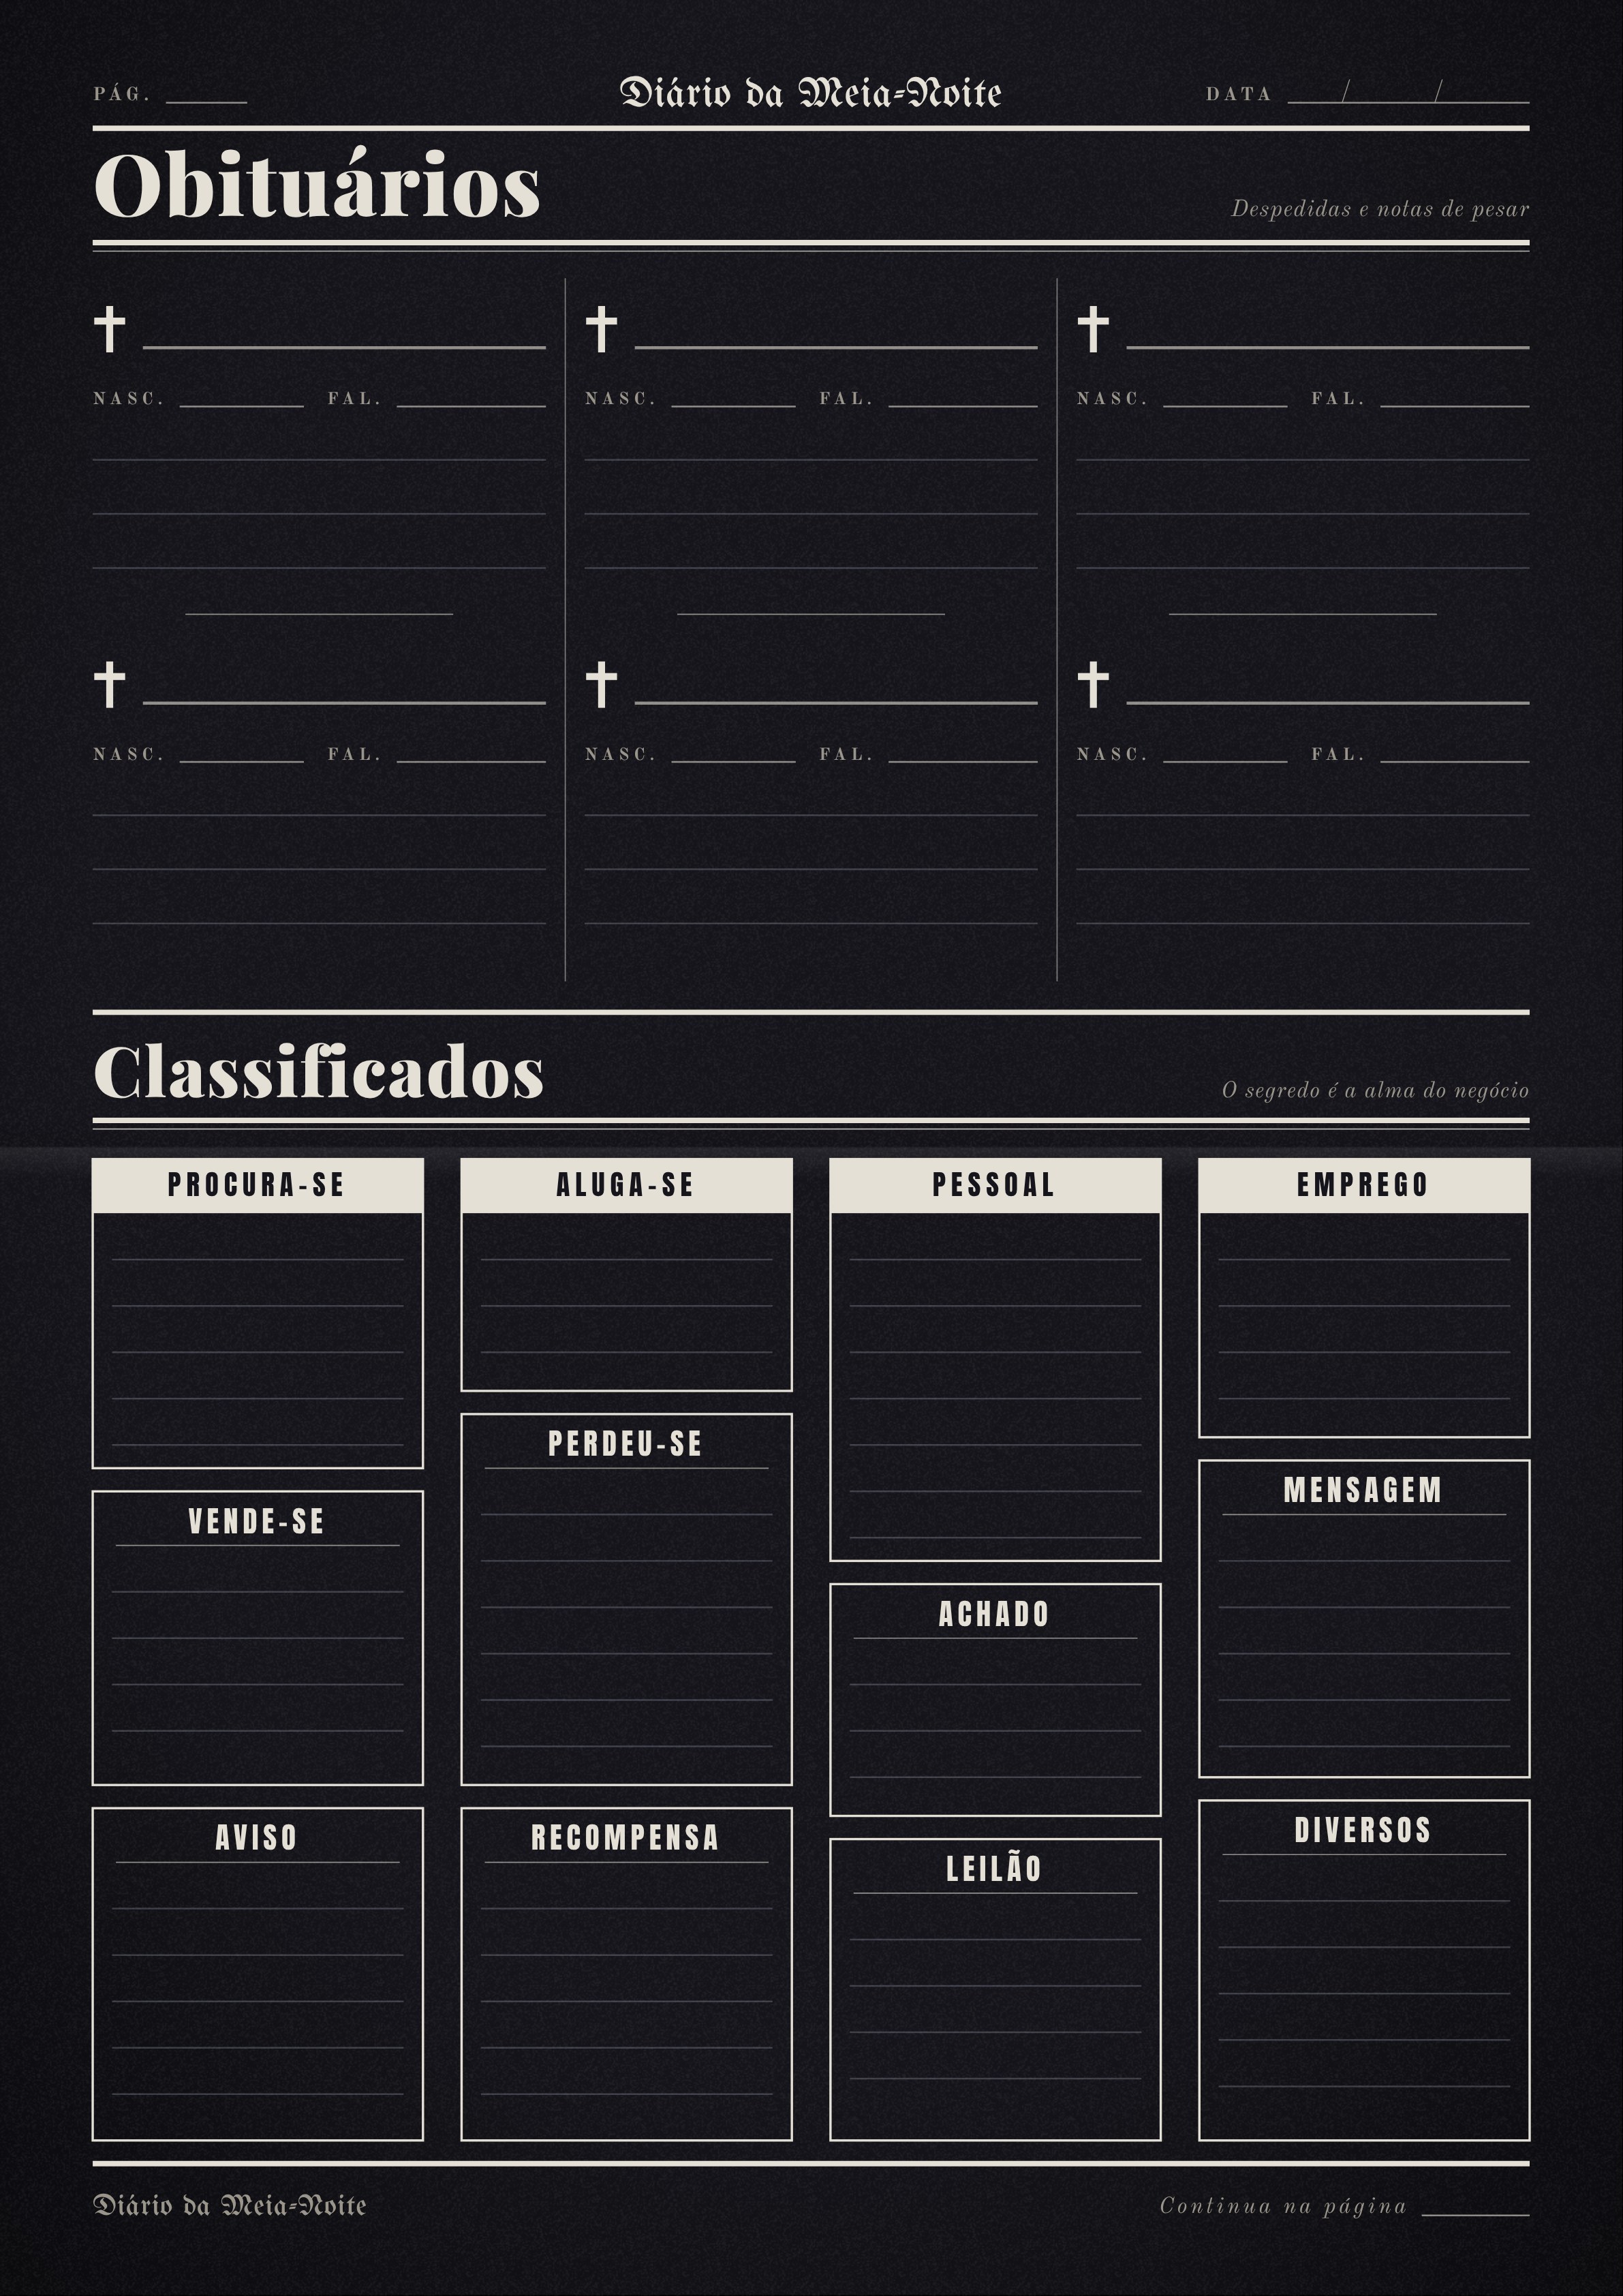 PÁG.
Diário da Meia-Noite
DATA / /
Obituários
Despedidas e notas de pesar
NASC. FAL.
NASC. FAL.
NASC. FAL.
NASC. FAL.
NASC. FAL.
NASC. FAL.
Classificados
O segredo é a alma do negócio
PROCURA-SE
VENDE-SE
AVISO
ALUGA-SE
PERDEU-SE
RECOMPENSA
PESSOAL
ACHADO
LEILÃO
EMPREGO
MENSAGEM
DIVERSOS
Diário da Meia-Noite
Continua na página